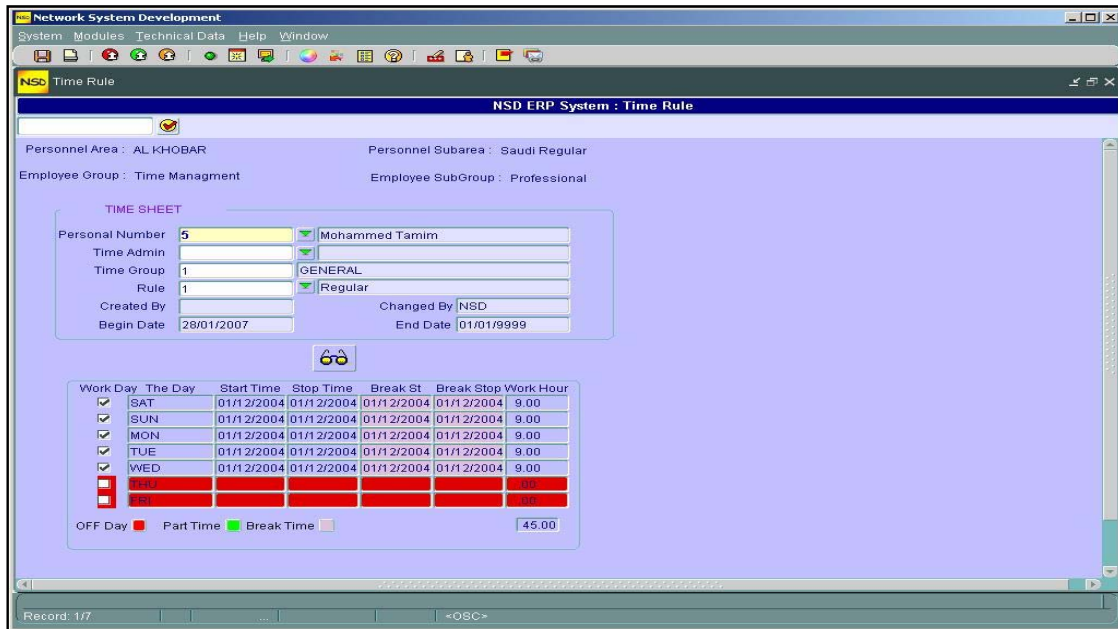 NSD Network System Development
System Modules Technical Data Help Window
NSD Time Rule
NSD ERP System : Time Rule
Personnel Area : AL KHOBAR Personnel Subarea : Saudi Regular
Employee Group : Time Managment Employee SubGroup : Professional
TIME SHEET
Personal Number 5 Mohammed Tamim
Time Admin
Time Group 1 GENERAL
Rule 1 Regular
Created By Changed By NSD
Begin Date 28/01/2007 End Date 01/01/9999
Work Day The Day Start Time Stop Time Break St Break Stop Work Hour
SAT 01/12/2004 01/12/2004 01/12/2004 01/12/2004 9.00
SUN 01/12/2004 01/12/2004 01/12/2004 01/12/2004 9.00
MON 01/12/2004 01/12/2004 01/12/2004 01/12/2004 9.00
TUE 01/12/2004 01/12/2004 01/12/2004 01/12/2004 9.00
WED 01/12/2004 01/12/2004 01/12/2004 01/12/2004 9.00
THU .00
FRI .00
OFF Day Part Time Break Time 45.00
Record: 1/7 ... <OSC>